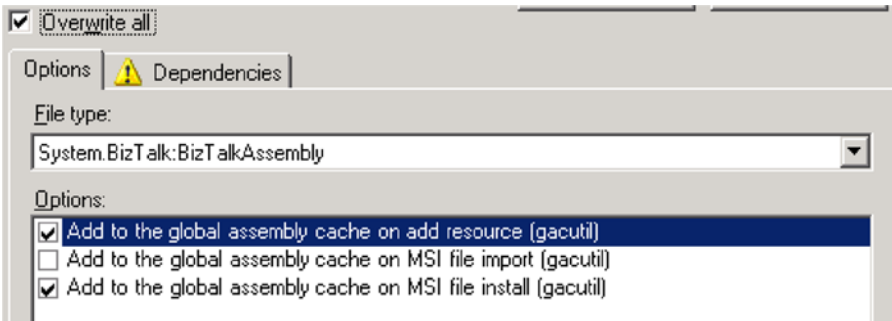 Overwrite all
Options Dependencies
File type:
System.BizTalk:BizTalkAssembly
Options:
Add to the global assembly cache on add resource (gacutil)
Add to the global assembly cache on MSI file import (gacutil)
Add to the global assembly cache on MSI file install (gacutil)